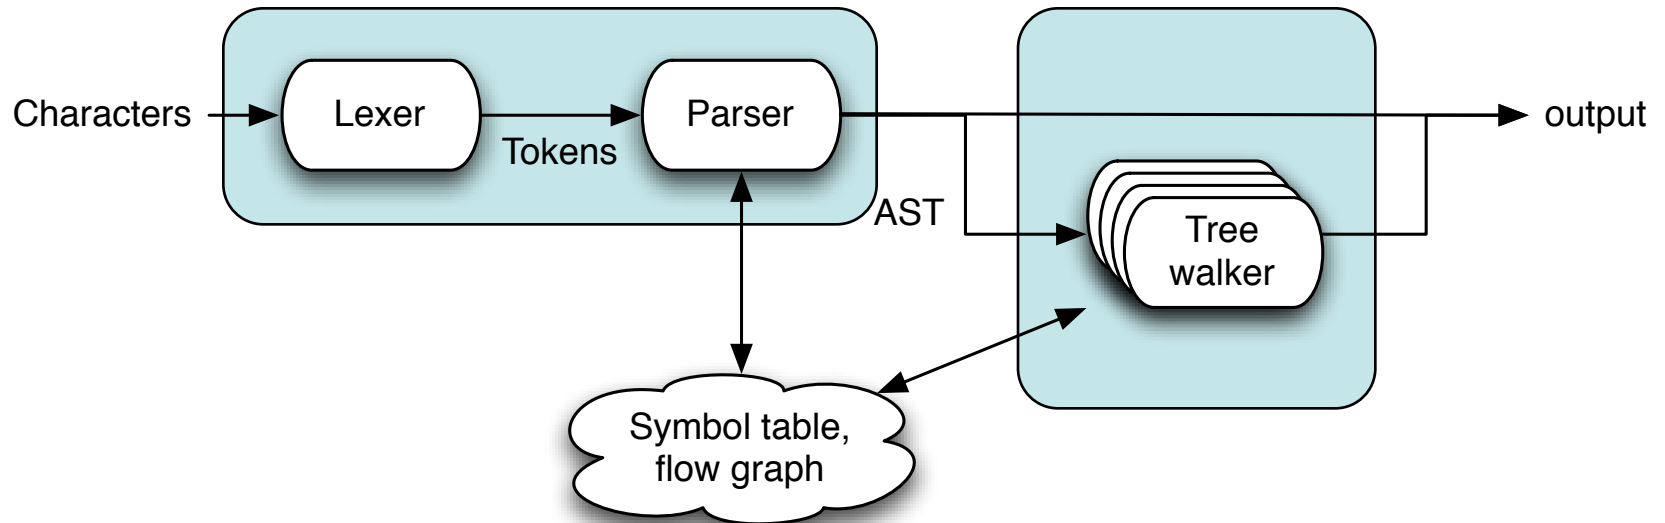 Characters
Lexer
Tokens
Parser
AST
Tree
walker
output
Symbol table,
flow graph